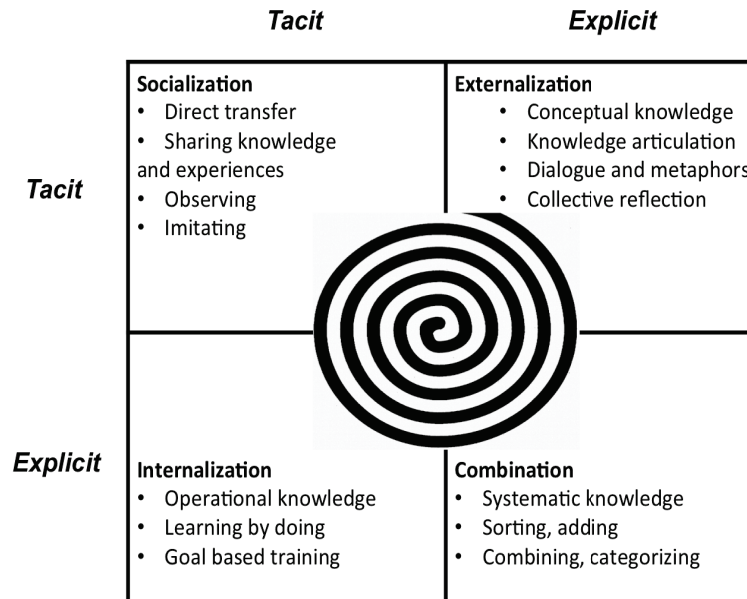 Tacit
Explicit
Tacit
Socialization
• Direct transfer
• Sharing knowledge
and experiences
• Observing
• Imitating
Externalization
• Conceptual knowledge
• Knowledge articulation
• Dialogue and metaphors
• Collective reflection
Explicit
Internalization
• Operational knowledge
• Learning by doing
• Goal based training
Combination
• Systematic knowledge
• Sorting, adding
• Combining, categorizing